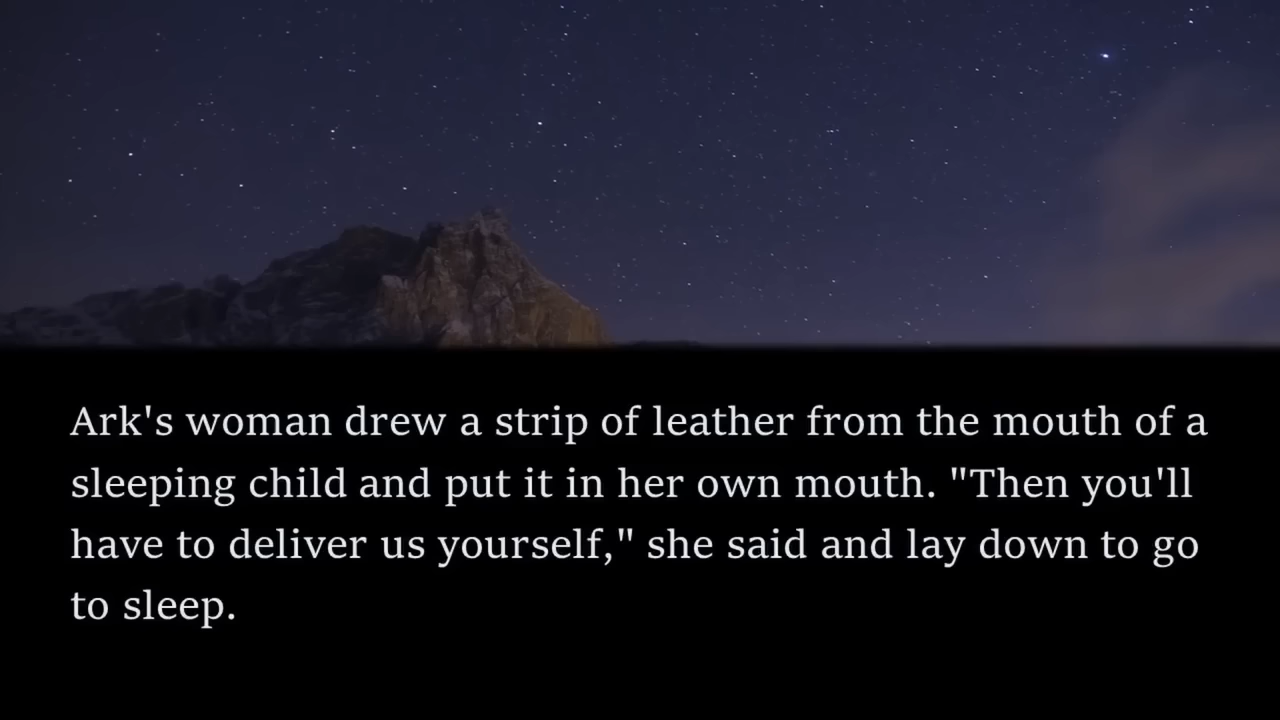 Ark's woman drew a strip of leather from the mouth of a
sleeping child and put it in her own mouth. "Then you'll
have to deliver us yourself," she said and lay down to go
to sleep.